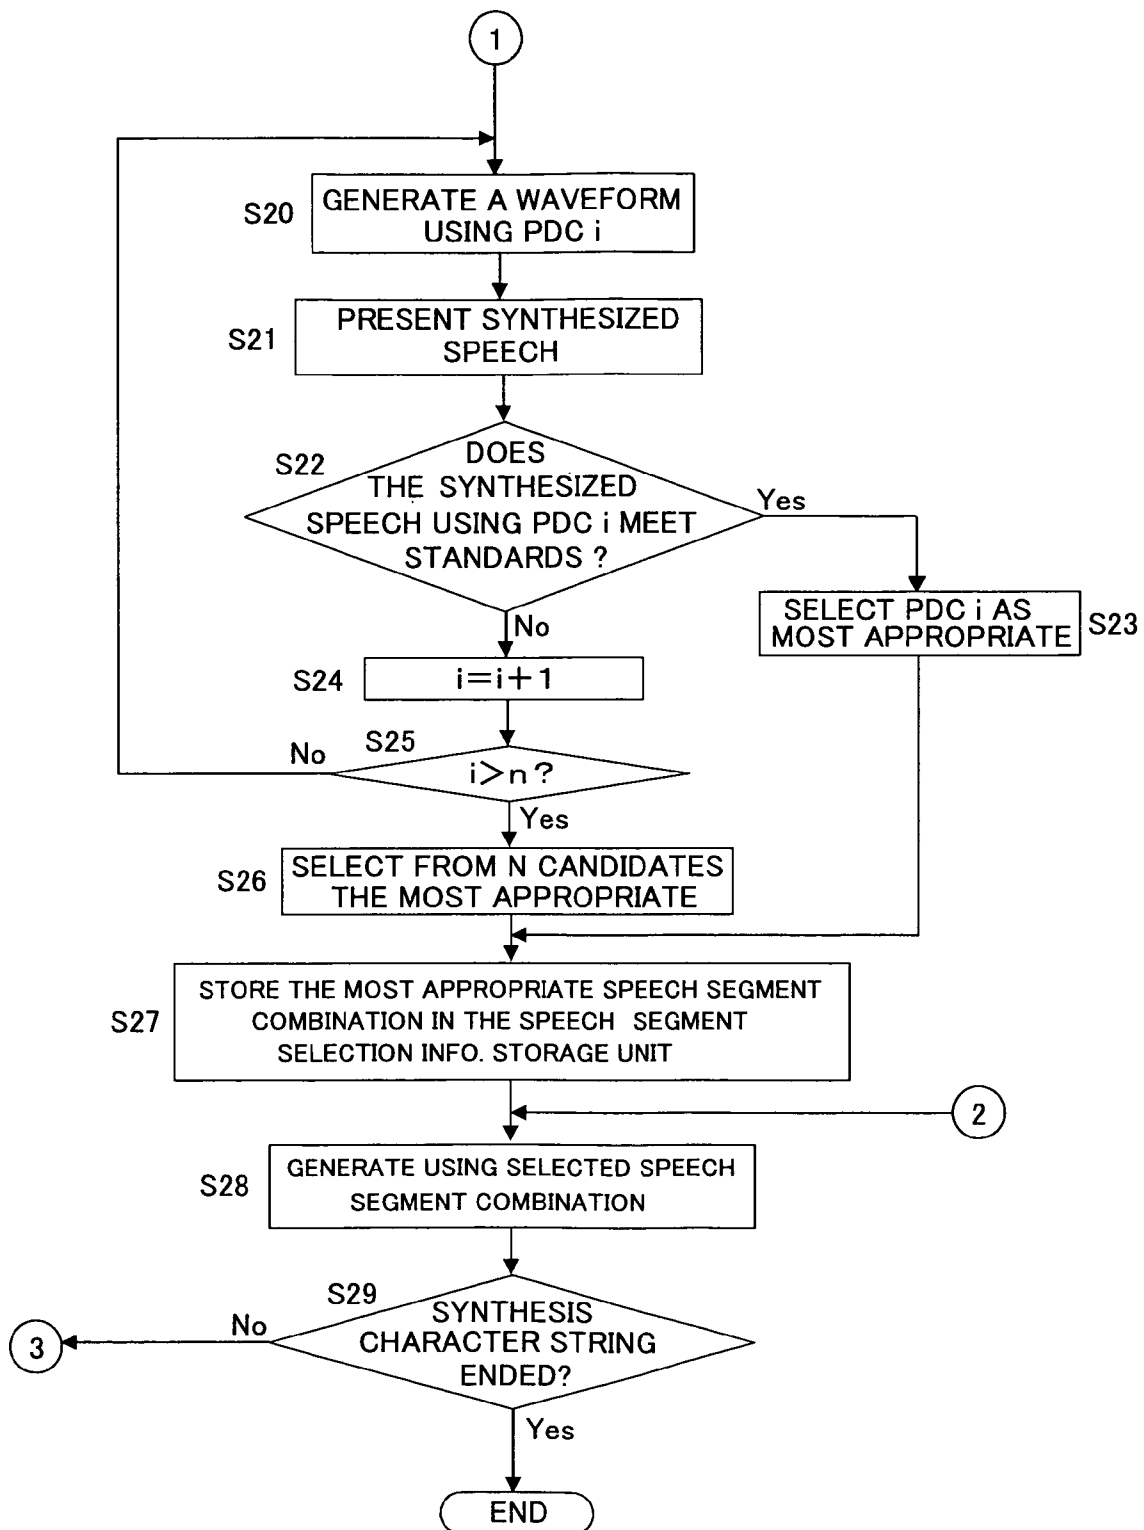 1
S20
GENERATE A WAVEFORM
USING PDC i
S21
PRESENT SYNTHESIZED
SPEECH
S22
DOES
THE SYNTHESIZED
SPEECH USING PDC i MEET
STANDARDS ?
Yes
No
SELECT PDC i AS
MOST APPROPRIATE
S23
S24
i=i+1
No
S25
i>n?
Yes
S26
SELECT FROM N CANDIDATES
THE MOST APPROPRIATE
S27
STORE THE MOST APPROPRIATE SPEECH SEGMENT
COMBINATION IN THE SPEECH SEGMENT
SELECTION INFO. STORAGE UNIT
2
S28
GENERATE USING SELECTED SPEECH
SEGMENT COMBINATION
S29
No
3
SYNTHESIS
CHARACTER STRING
ENDED?
Yes
END